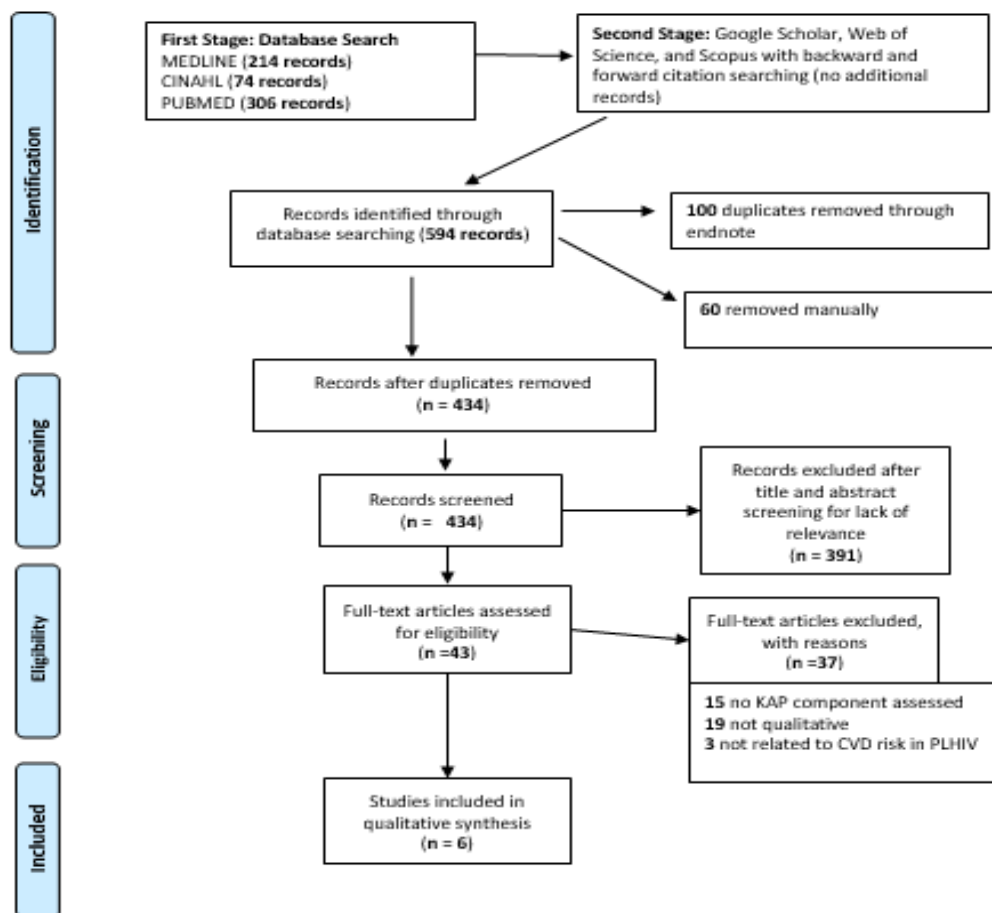 Identification
First Stage: Database Search
MEDLINE (214 records)
CINAHL (74 records)
PUBMED (306 records)
Second Stage: Google Scholar, Web
of Science, and Scopus with backward and
forward citation searching (no additional
records)
Records identified through
database searching (594 records)
100 duplicates removed through
endnote
60 removed manually
Screening
Records after duplicates removed
(n = 434)
Records screened
(n = 434)
Records excluded after
title and abstract
screening for lack of
relevance
(n = 391)
Eligibility
Full-text articles assessed
for eligibility
(n =43)
Full-text articles excluded,
with reasons
(n =37)
15 no KAP component assessed
19 not qualitative
3 not related to CVD risk in PLHIV
Included
Studies included in
qualitative synthesis
(n = 6)